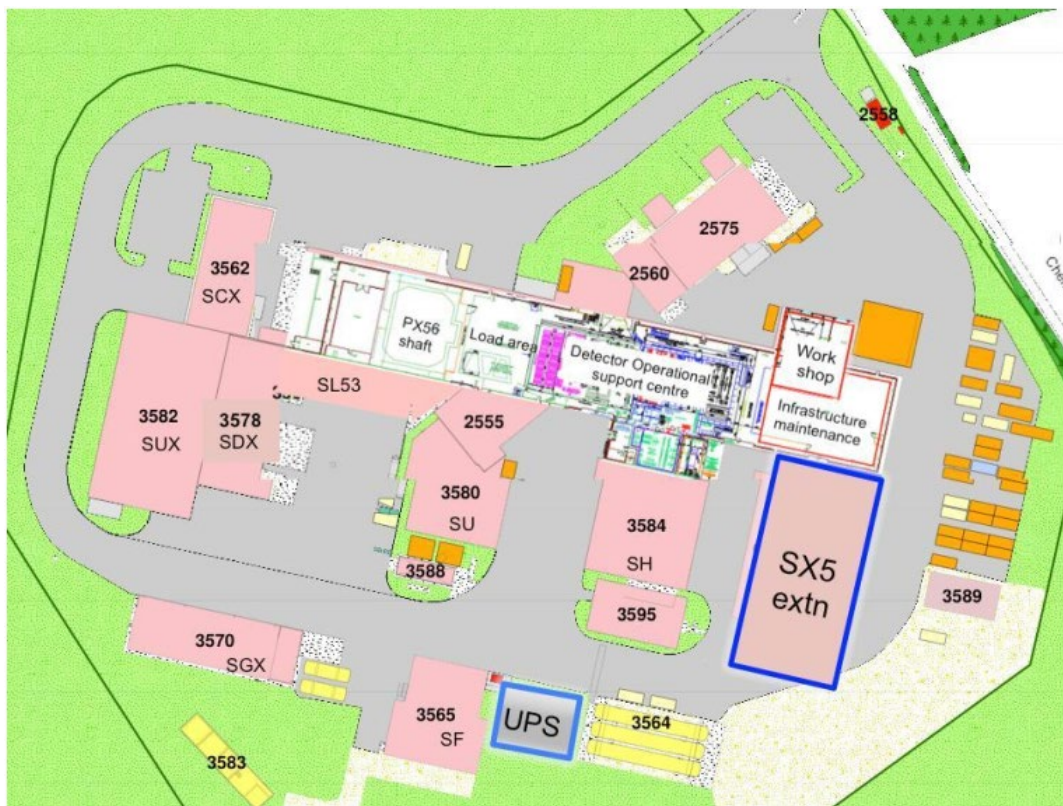 2558
2575
2560
3562
SCX
PX56
shaft
Load area
Detector Operational
support centre
Work
shop
Infrastructure
maintenance
SL53
3582
SUX
3578
SDX
2555
3580
SU
3588
3584
SH
3595
SX5
extn
3589
3570
SGX
3565
SF
UPS
3564
3583